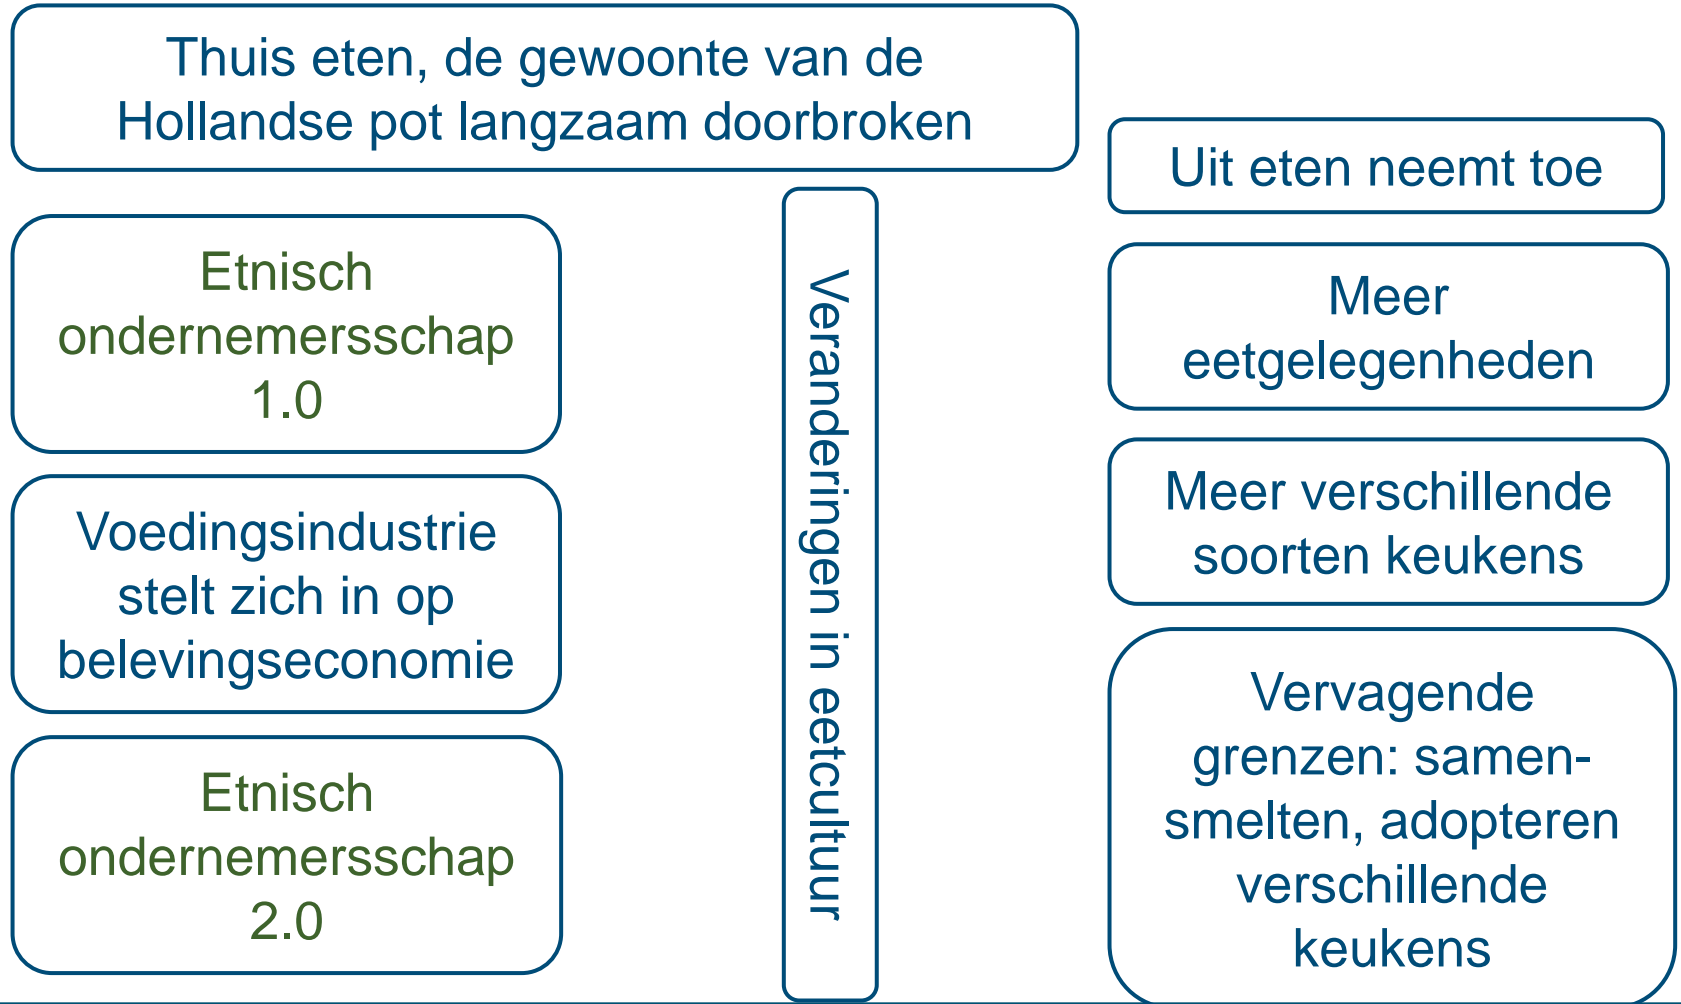 Thuis eten, de gewoonte van de
Hollandse pot langzaam doorbroken
Etnisch
ondernemersschap
1.0
Voedingsindustrie
stelt zich in op
belevingseconomie
Etnisch
ondernemersschap
2.0
Veranderingen in eetcultuur
Uit eten neemt toe
Meer
eetgelegenheden
Meer verschillende
soorten keukens
Vervagende
grenzen: samen-
smelten, adopteren
verschillende
keukens